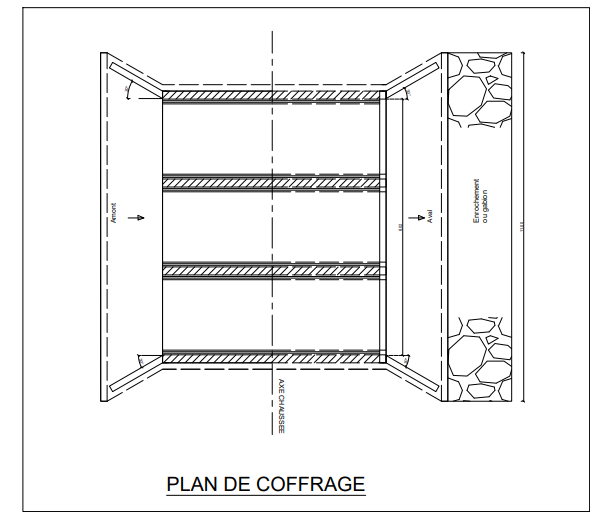 Amont
Aval
Enrochement
ou gabion
AXE CHAUSSEE
PLAN DE COFFRAGE